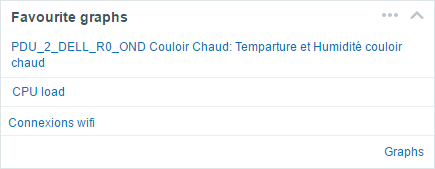 Favourite graphs
PDU_2_DELL_R0_OND Couloir Chaud: Temparture et Humidité couloir
chaud
CPU load
Connexions wifi
Graphs